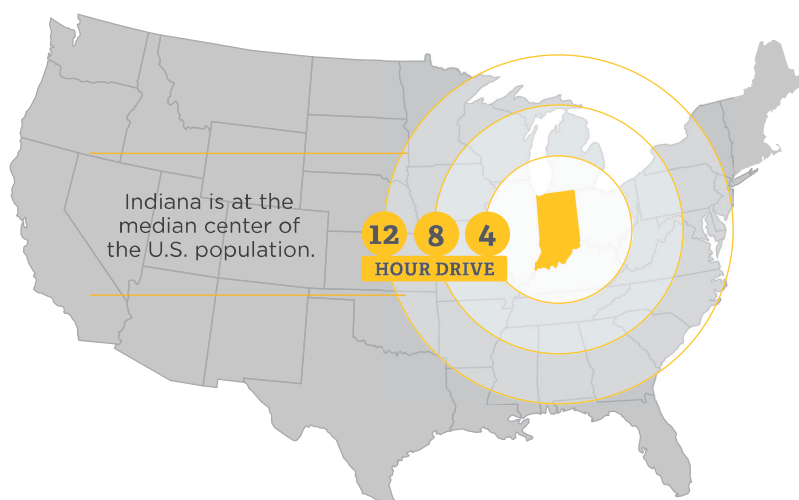 Indiana is at the
median center of
the U.S. population.
12 8 4
HOUR DRIVE